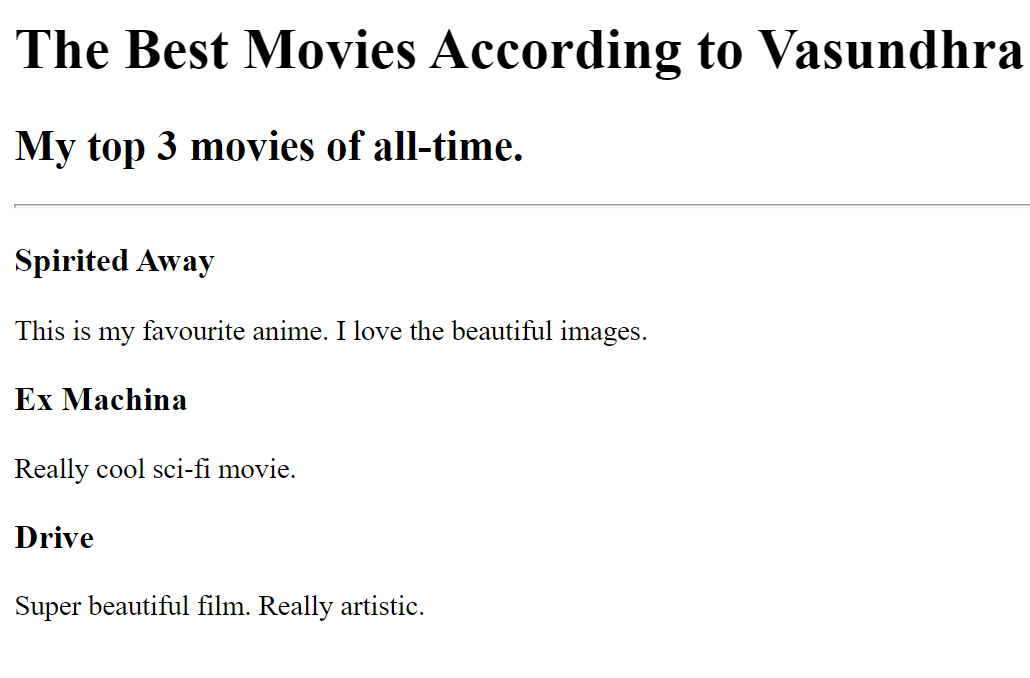 The Best Movies According to Vasundhra
My top 3 movies of all-time.
Spirited Away
This is my favourite anime. I love the beautiful images.
Ex Machina
Really cool sci-fi movie.
Drive
Super beautiful film. Really artistic.